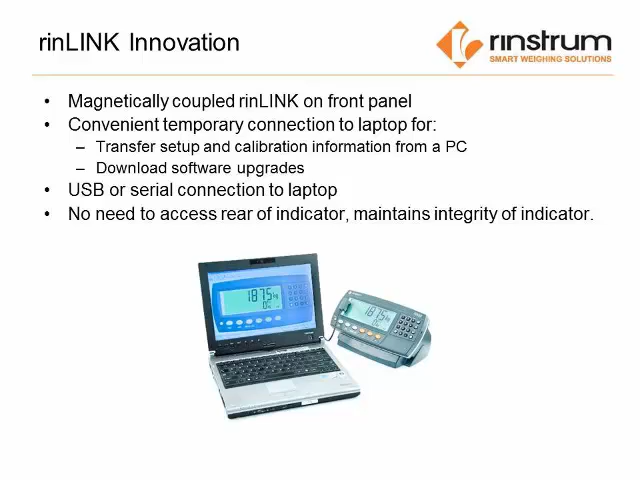 rinLINK Innovation
rinstrum
SMART WEIGHING SOLUTIONS
• Magnetically coupled rinLINK on front panel
• Convenient temporary connection to laptop for:
– Transfer setup and calibration information from a PC
– Download software upgrades
• USB or serial connection to laptop
• No need to access rear of indicator, maintains integrity of indicator.